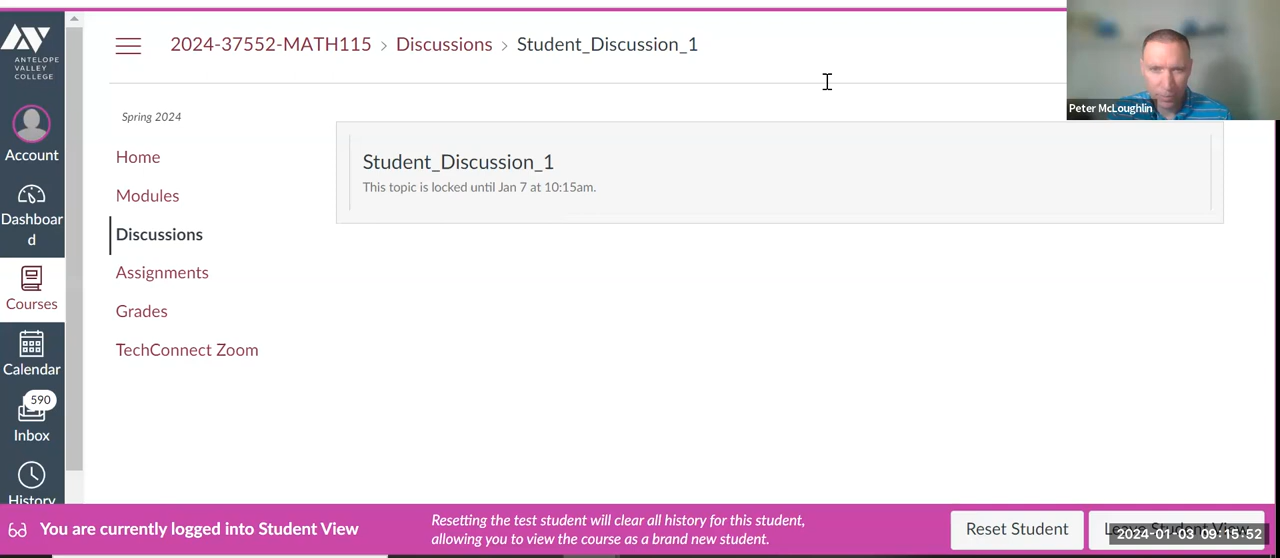 ANTELOPE
VALLEY
COLLEGE
Account
Dashboar
d
Courses
Calendar
590
Inbox
History
2024-37552-MATH115 › Discussions › Student_Discussion_1
Spring 2024
Home
Modules
Discussions
Assignments
Grades
TechConnect Zoom
Student_Discussion_1
This topic is locked until Jan 7 at 10:15am.
Peter McLoughlin
You are currently logged into Student View
Resetting the test student will clear all history for this student,
allowing you to view the course as a brand new student.
Reset Student
Leave Student View
2024-01-03 09:15:52